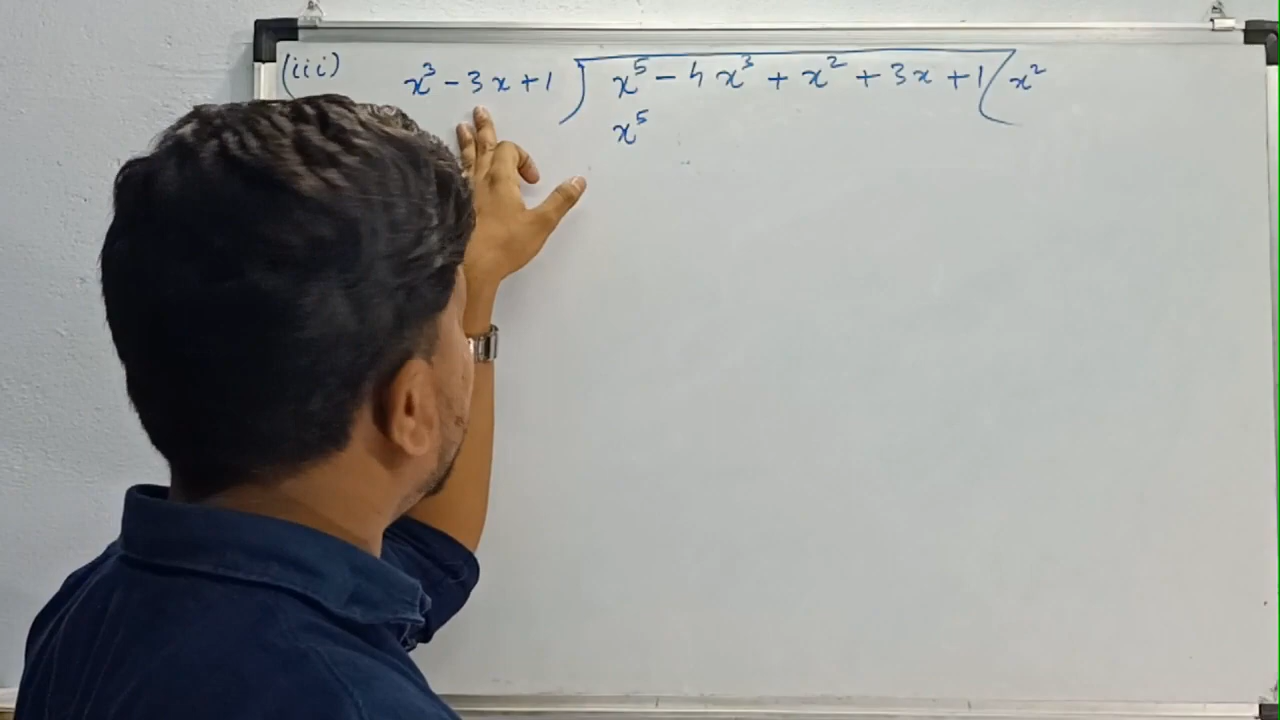 (iii) x³ - 3x + 1 ) x⁵ - 4x³ + x² + 3x + 1 ( x²
x⁵